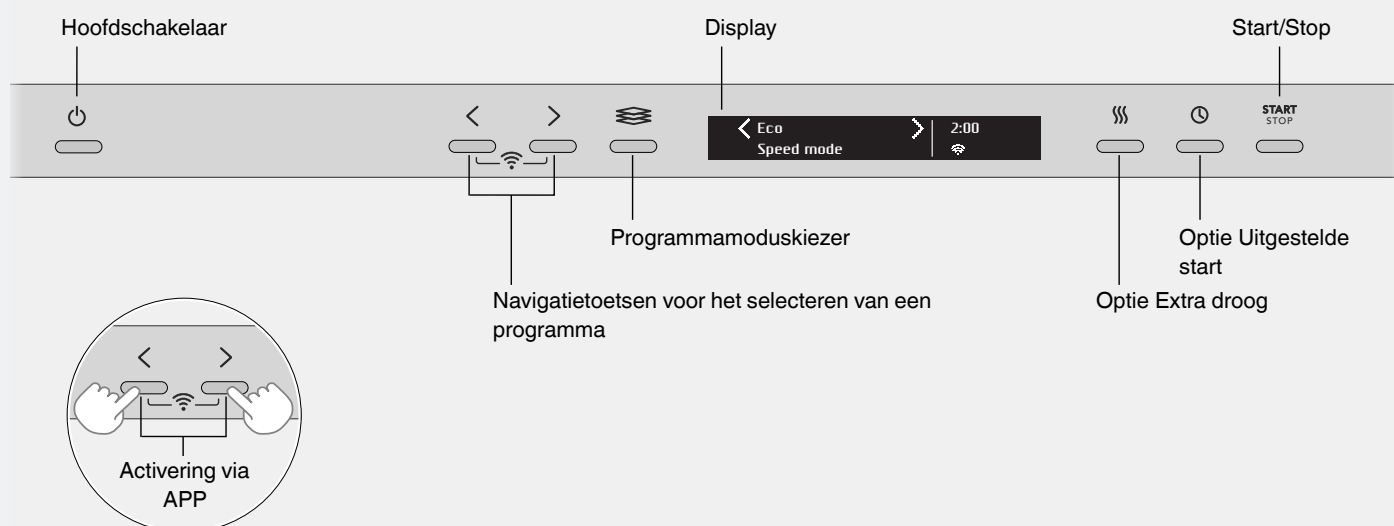 Hoofdschakelaar
Display
Start/Stop
START
STOP
Eco
2:00
Speed mode
Programmamoduskiezer
Optie Uitgestelde
start
Navigatietoetsen voor het selecteren van een
programma
Optie Extra droog
Activering via
APP